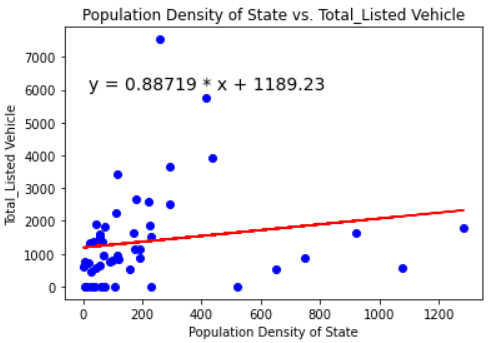 Population Density of State vs. Total_Listed Vehicle
y = 0.88719 * x + 1189.23
7000
6000
5000
4000
3000
2000
1000
0
Total_Listed Vehicle
0 200 400 600 800 1000 1200
Population Density of State